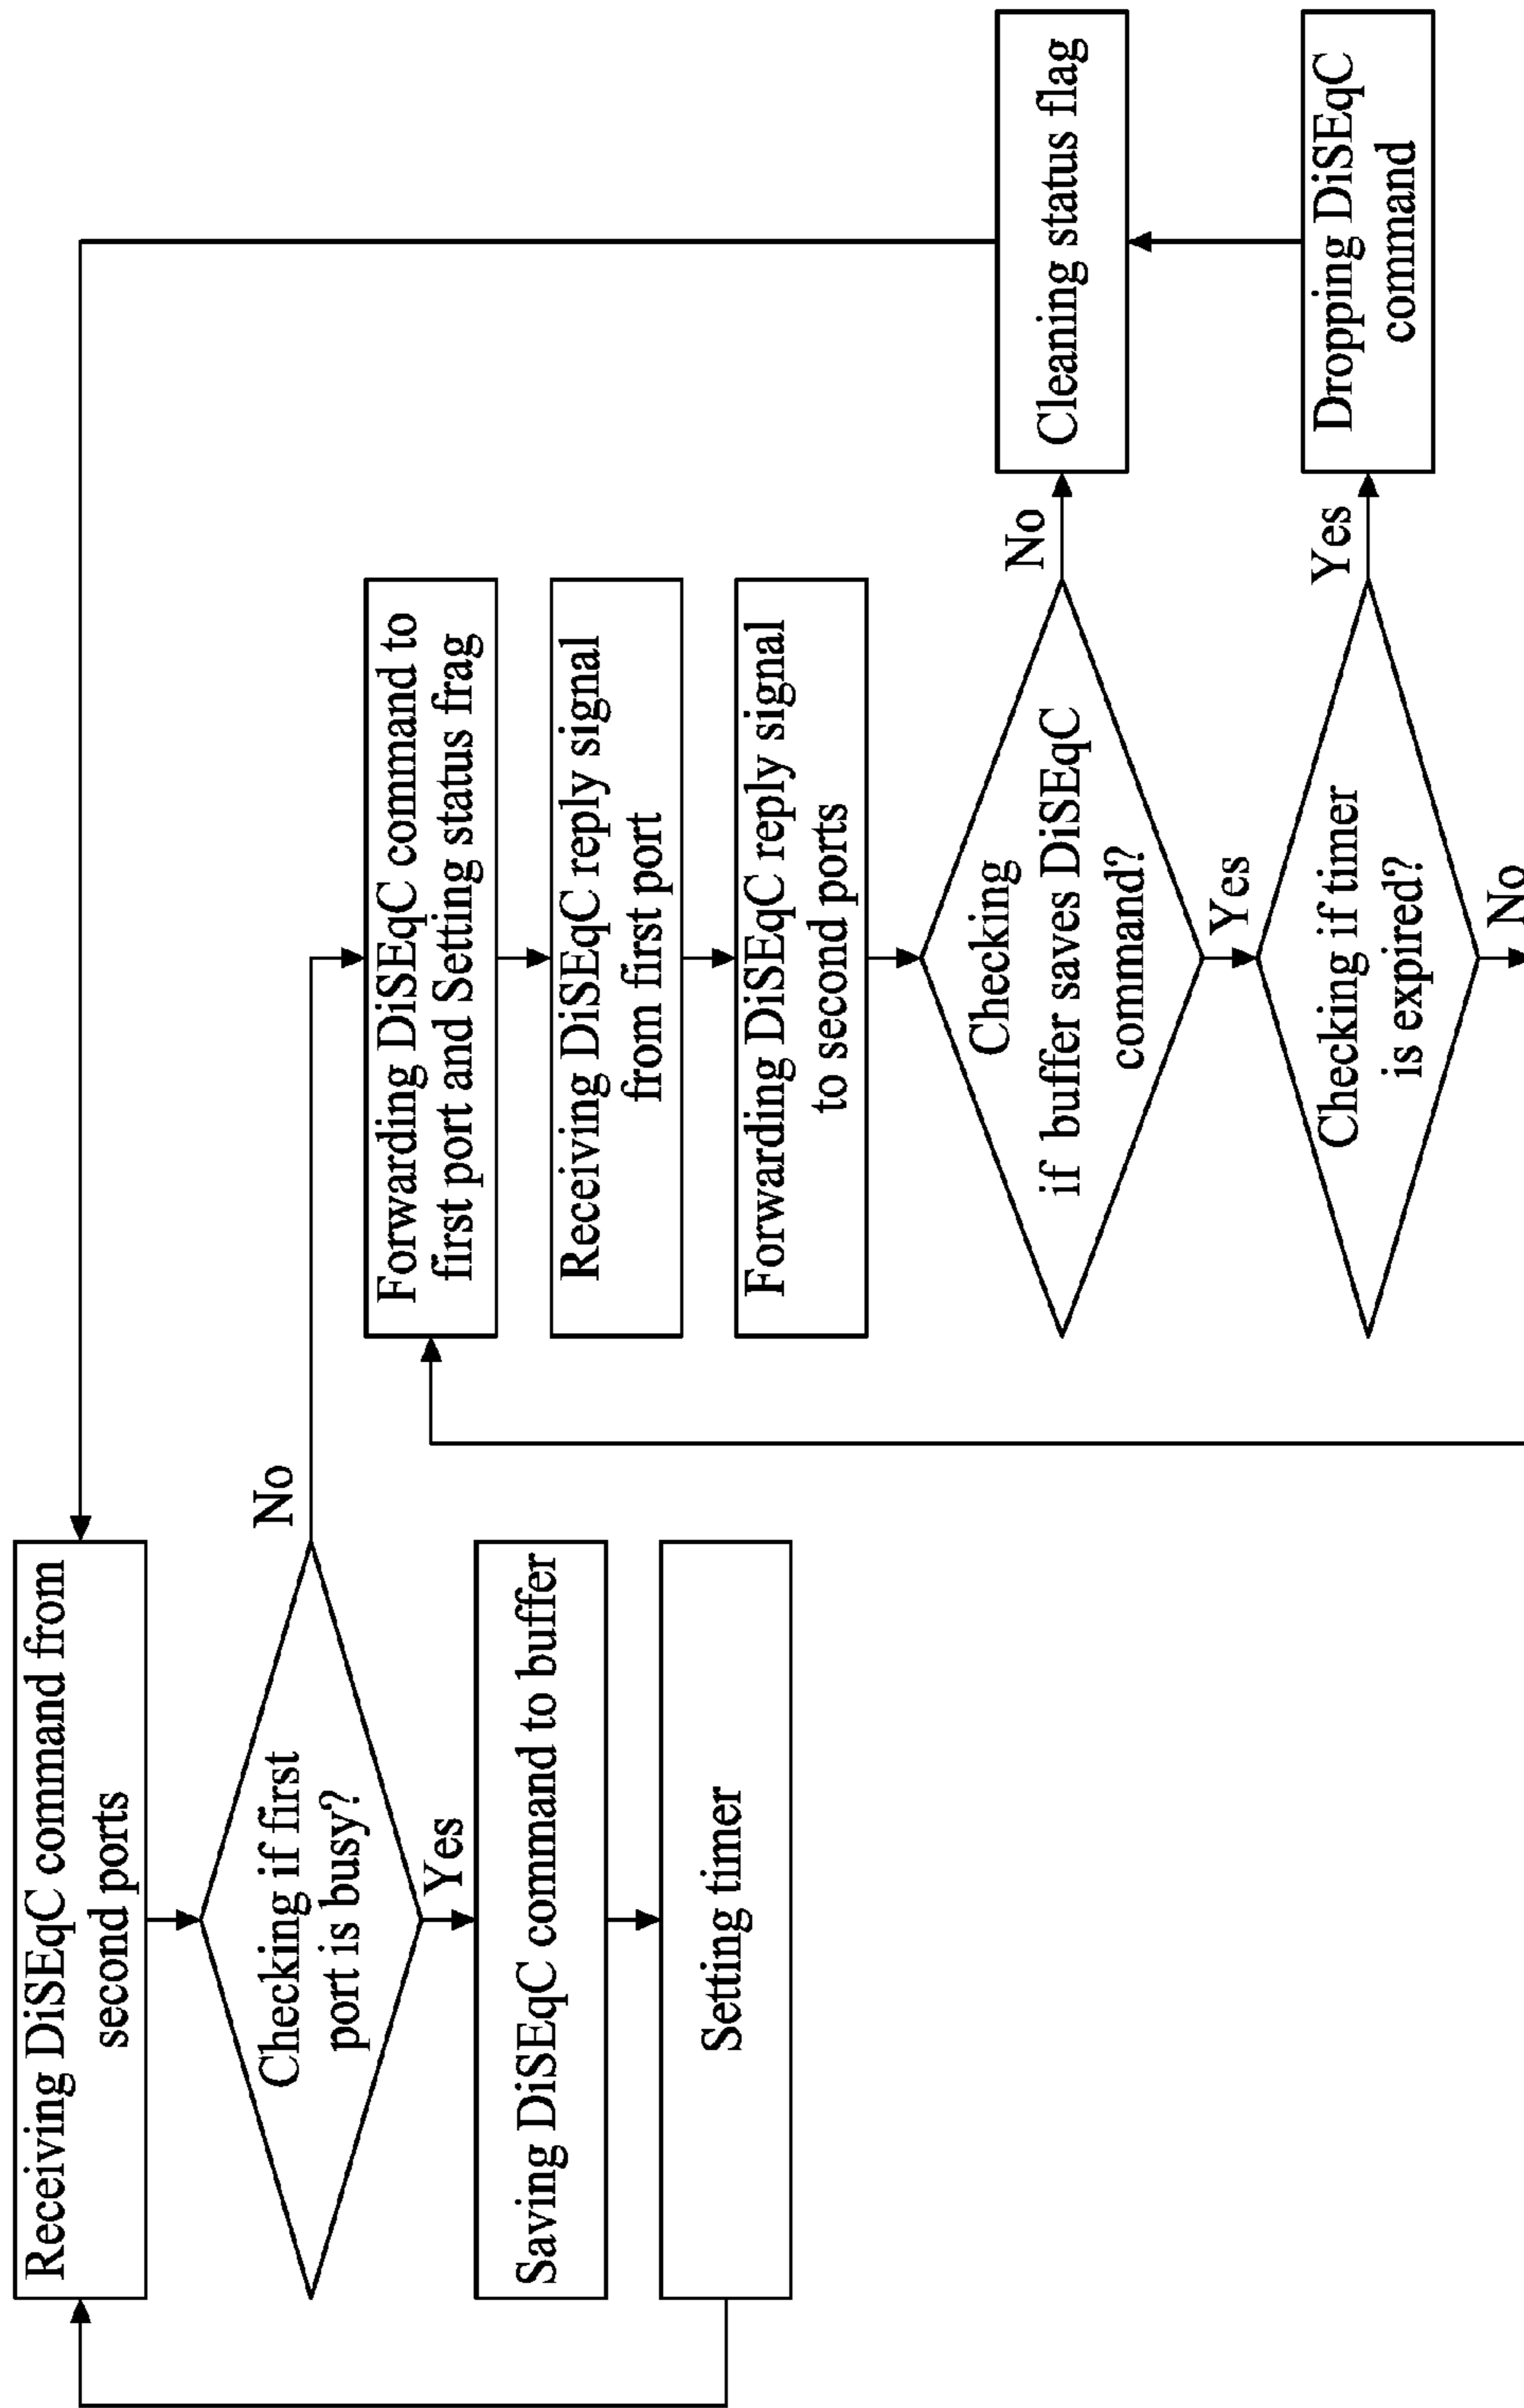 Receiving DiSEqC command from
second ports
Checking if first
port is busy?
No
Yes
Saving DiSEqC command to buffer
Setting timer
Forwarding DiSEqC command to
first port and Setting status frag
Receiving DiSEqC reply signal
from first port
Forwarding DiSEqC reply signal
to second ports
Checking
if buffer saves DiSEqC
command?
No
Yes
Cleaning status flag
Checking if timer
is expired?
Yes
No
Dropping DiSEqC
command